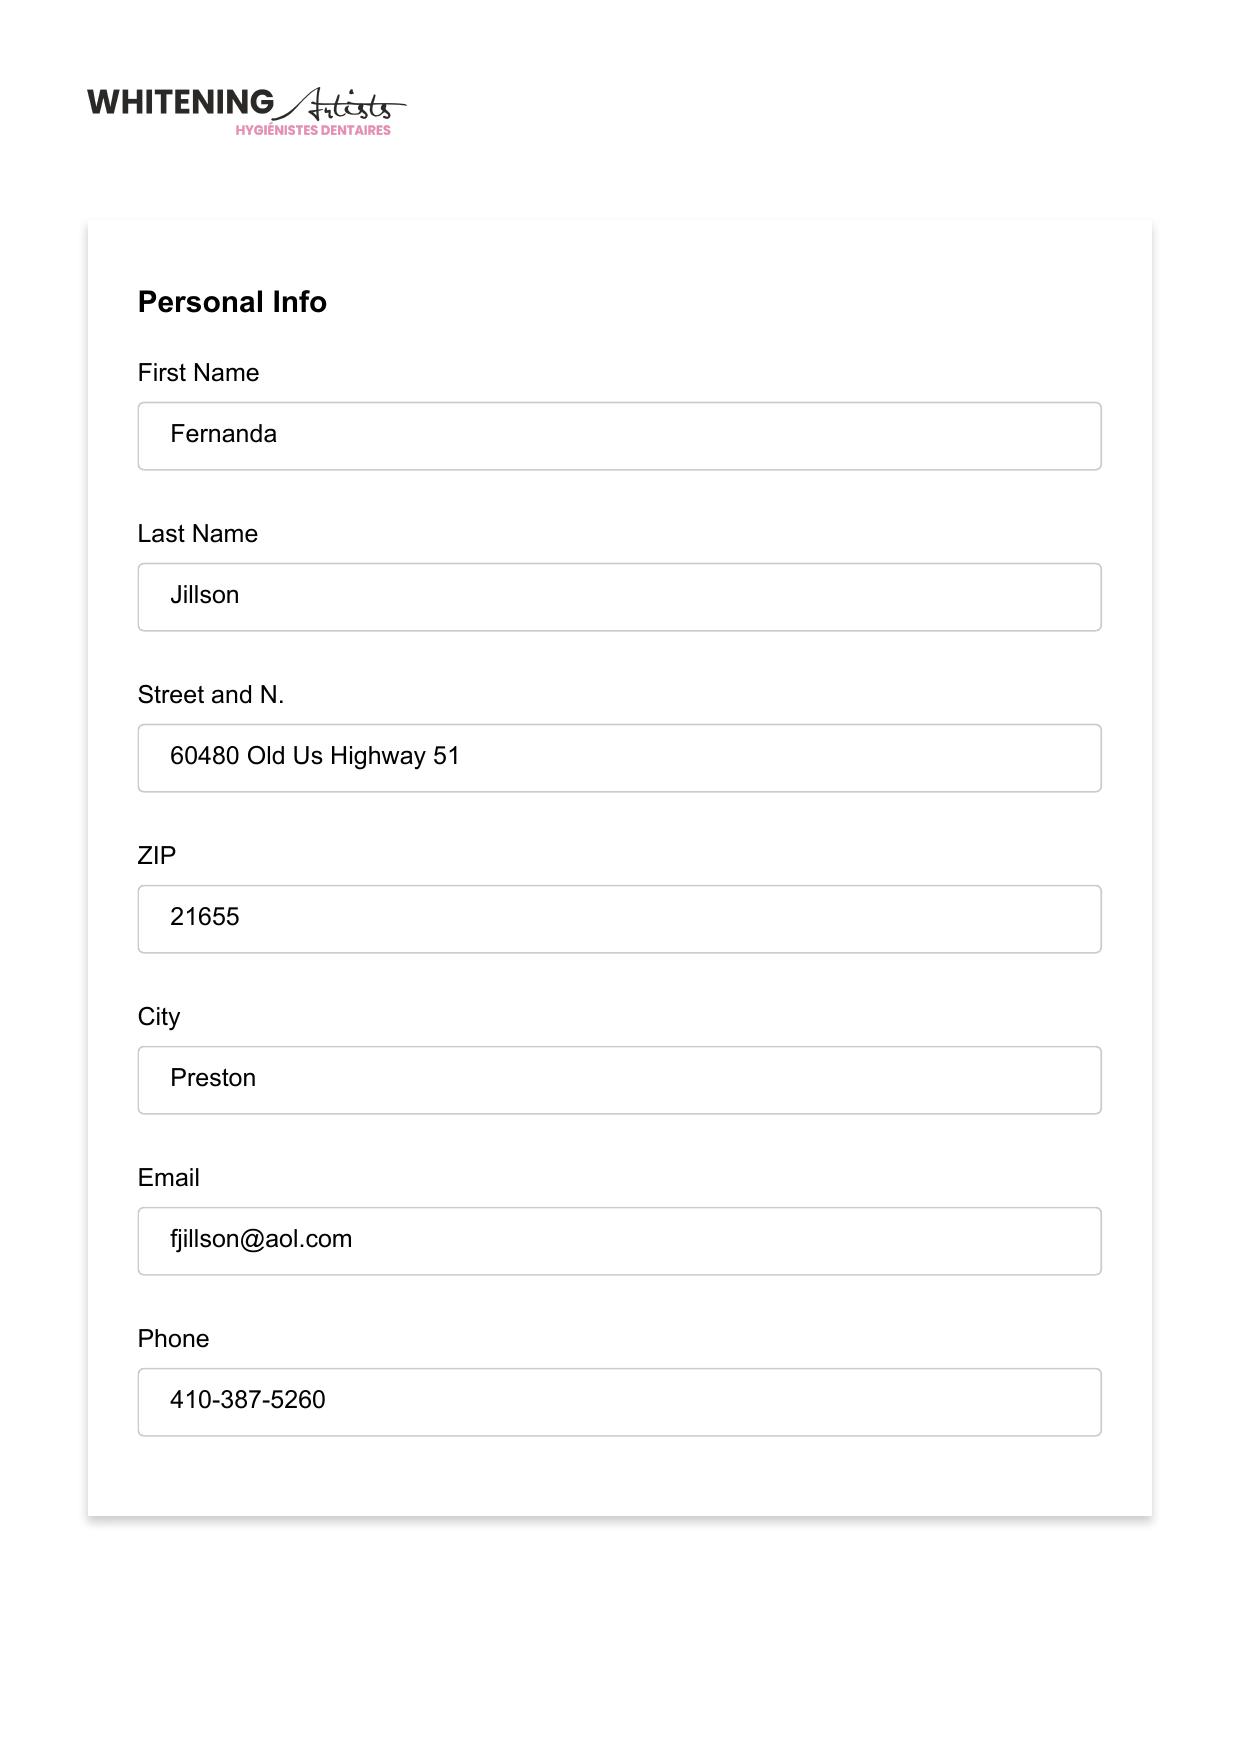 WHITENING Artists
HYGIÉNISTES DENTAIRES
Personal Info
First Name
Fernanda
Last Name
Jillson
Street and N.
60480 Old Us Highway 51
ZIP
21655
City
Preston
Email
fjillson@aol.com
Phone
410-387-5260